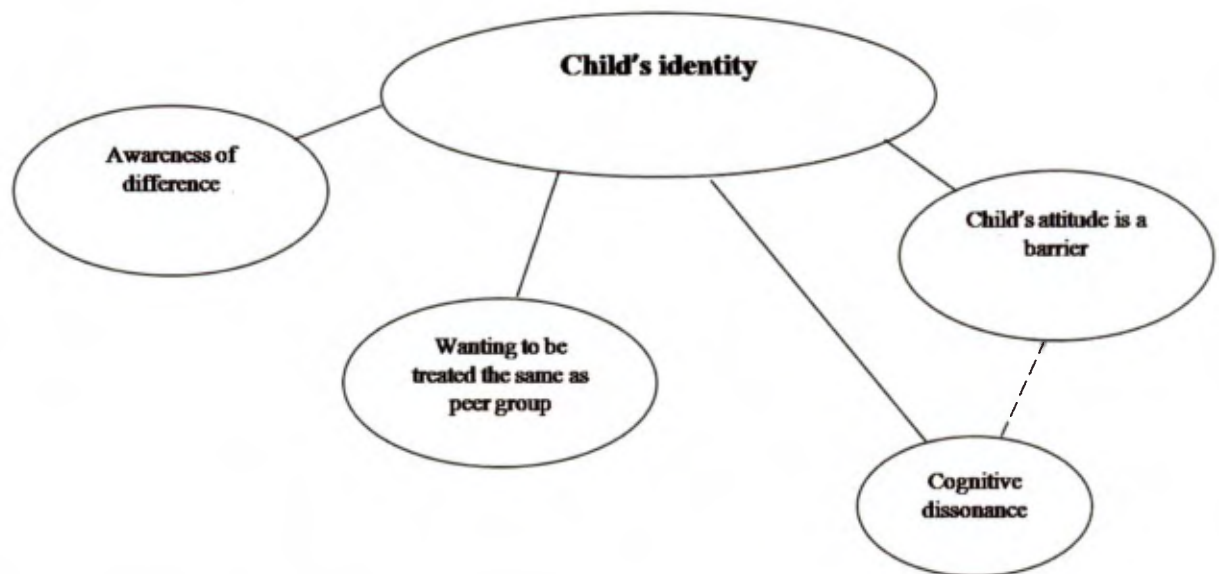 Child's identity
Awareness of
difference
Child's attitude is a
barrier
Wanting to be
treated the same as
peer group
Cognitive
dissonance